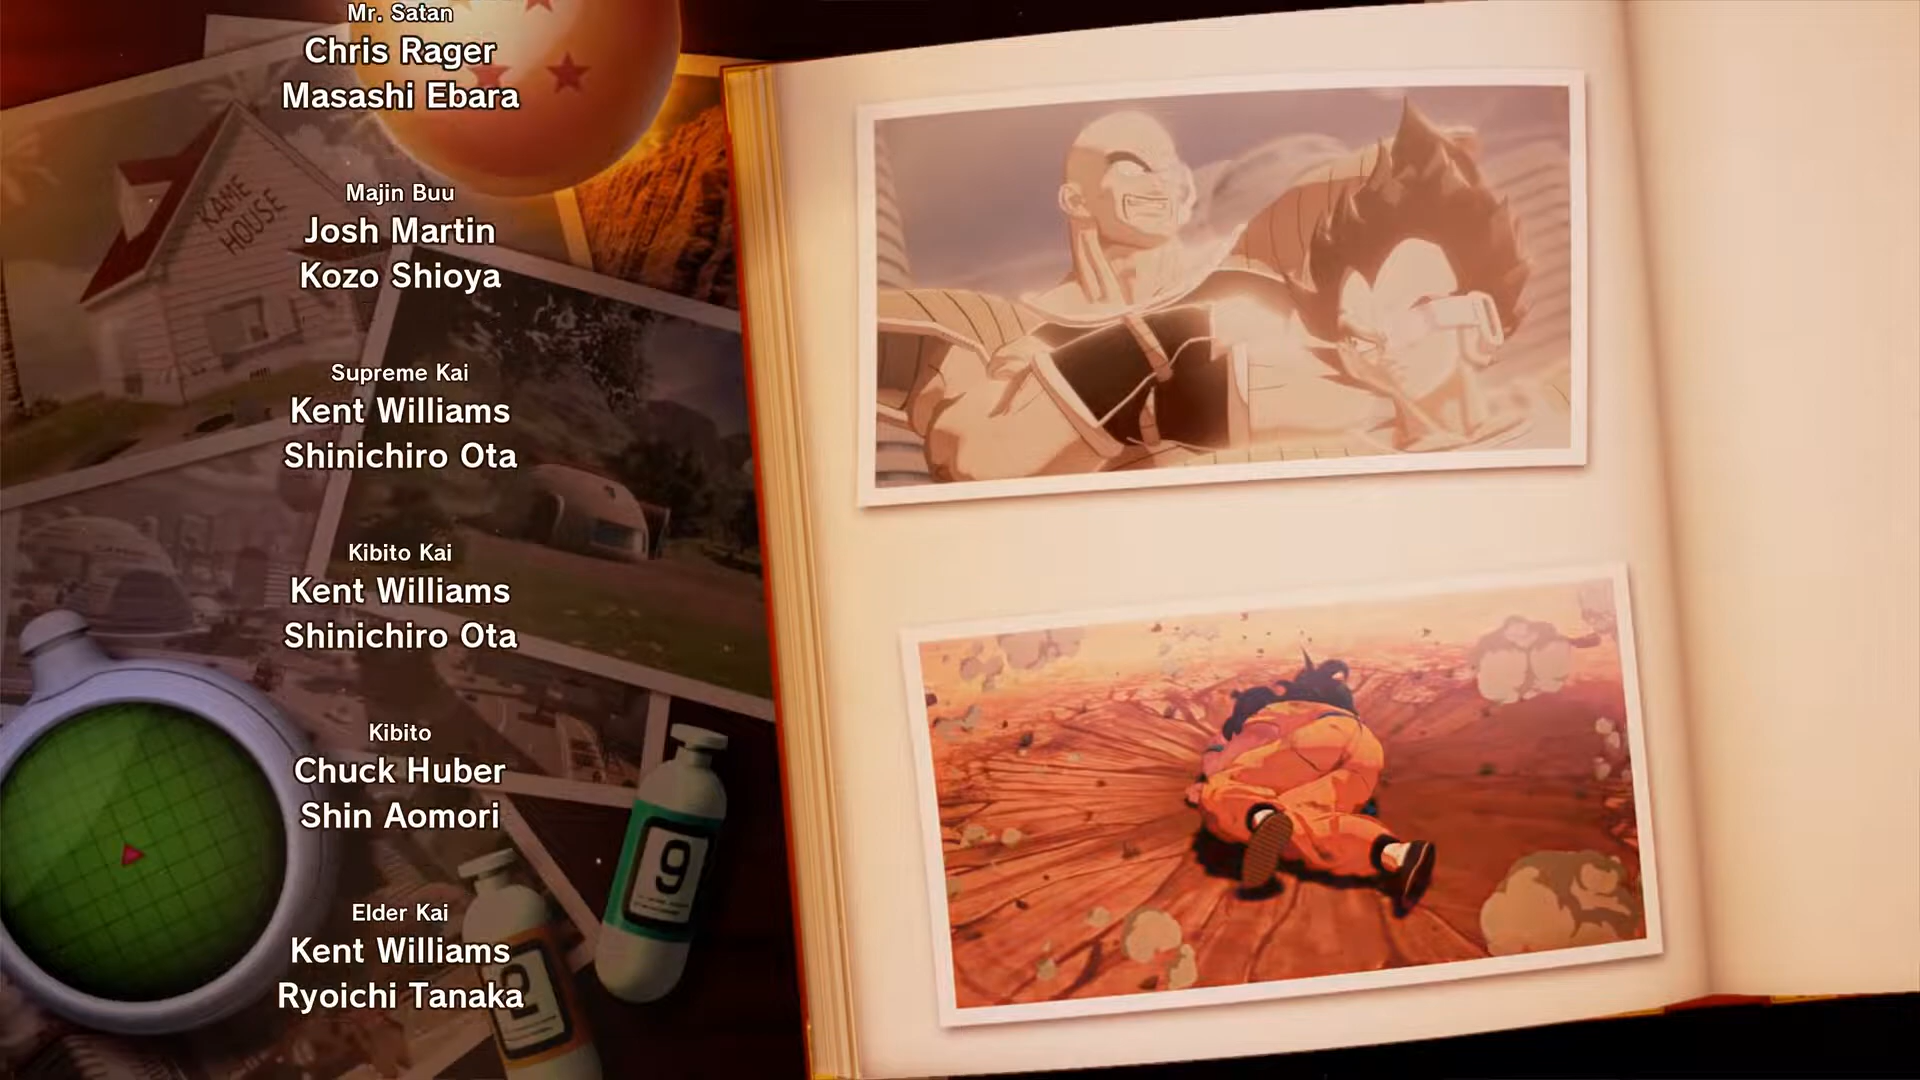 Mr. Satan
Chris Rager
Masashi Ebara
Majin Buu
Josh Martin
Kozo Shioya
Supreme Kai
Kent Williams
Shinichiro Ota
Kibito Kai
Kent Williams
Shinichiro Ota
Kibito
Chuck Huber
Shin Aomori
Elder Kai
Kent Williams
Ryoichi Tanaka
KAME
HOUSE
9
2